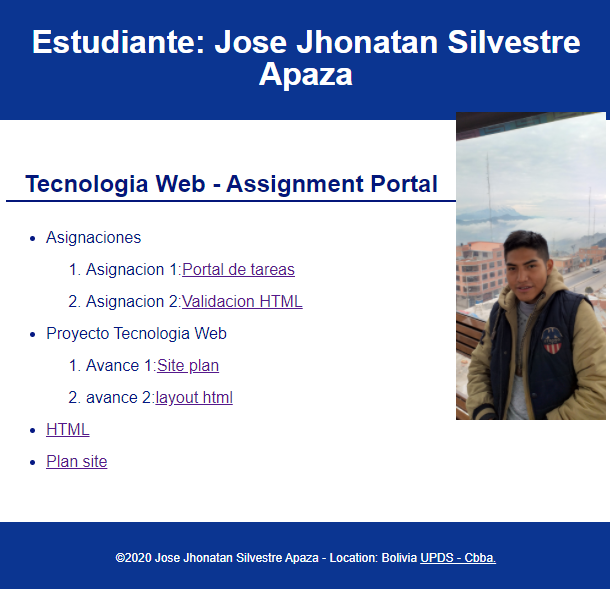 Estudiante: Jose Jhonatan Silvestre
Apaza
Tecnologia Web - Assignment Portal
• Asignaciones
1. Asignacion 1:Portal de tareas
2. Asignacion 2:Validacion HTML
• Proyecto Tecnologia Web
1. Avance 1:Site plan
2. avance 2:layout html
• HTML
• Plan site
©2020 Jose Jhonatan Silvestre Apaza - Location: Bolivia UPDS - Cbba.